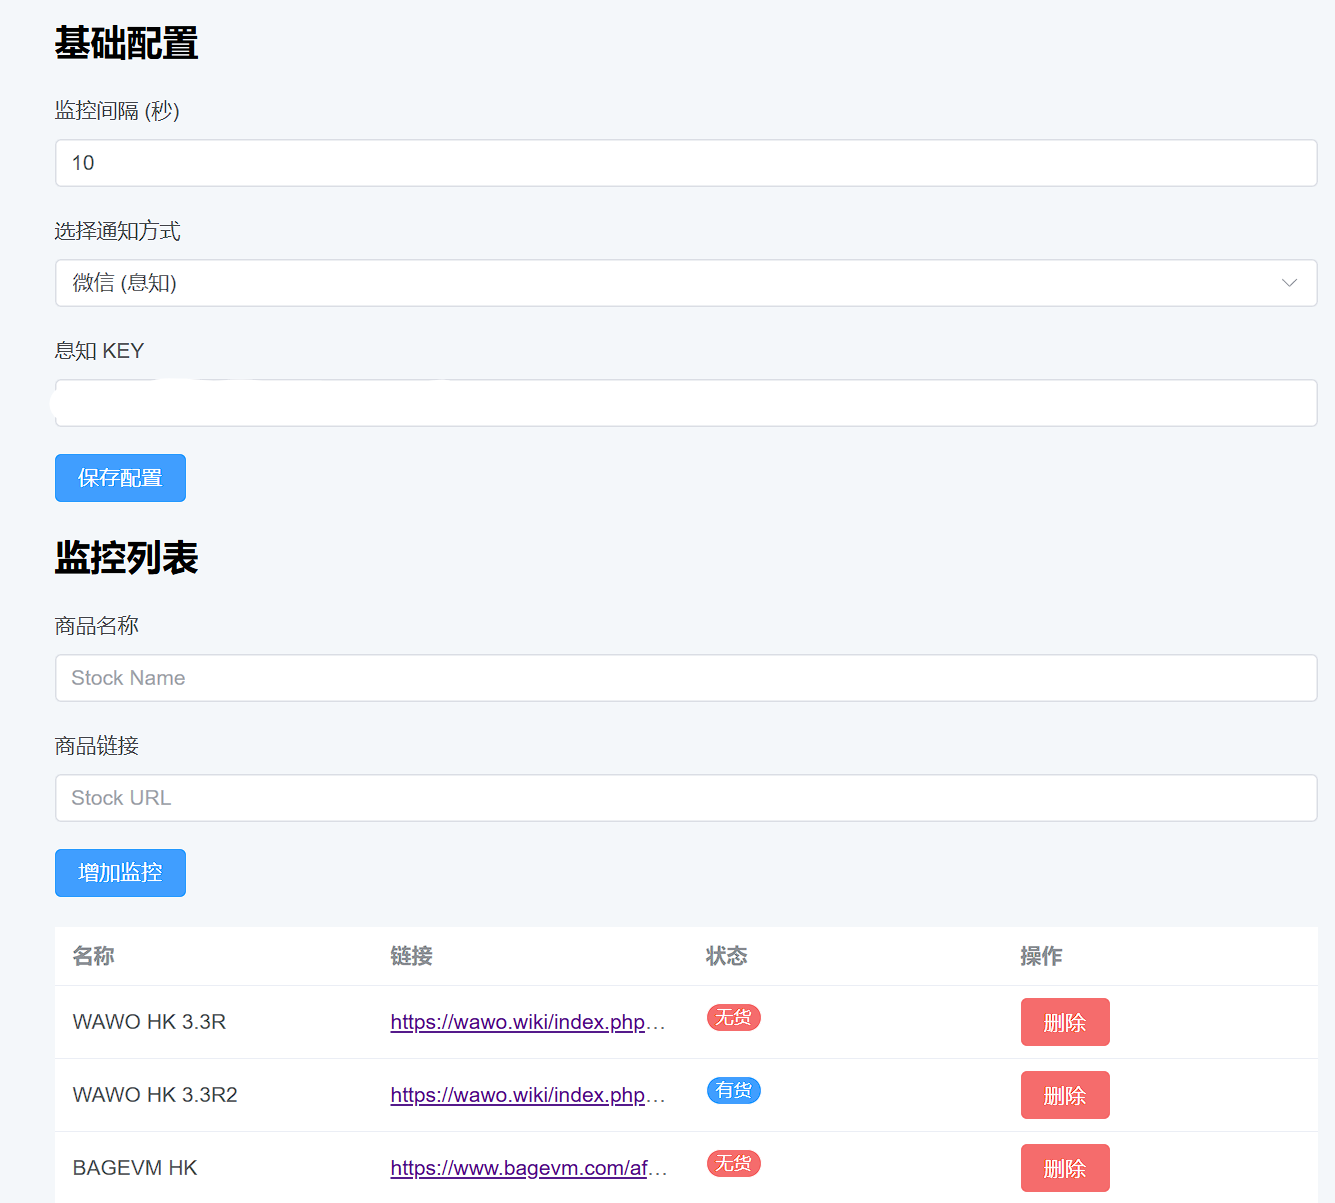 基础配置
监控间隔 (秒)
10
选择通知方式
微信 (息知)
息知 KEY
保存配置
监控列表
商品名称
Stock Name
商品链接
Stock URL
增加监控
名称 链接 状态 操作
WAWO HK 3.3R https://wawo.wiki/index.php... 无货 删除
WAWO HK 3.3R2 https://wawo.wiki/index.php... 有货 删除
BAGEVM HK https://www.bagevm.com/af... 无货 删除